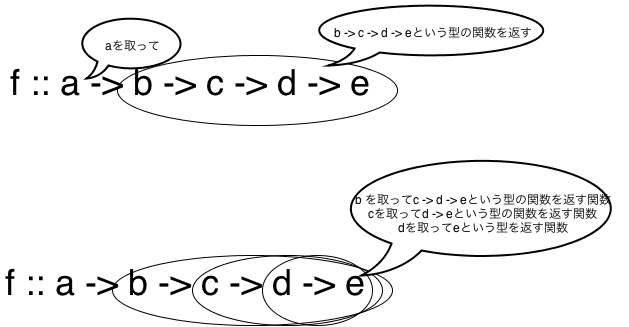 aを取って
b -> c -> d -> eという型の関数を返す
f :: a -> b -> c -> d -> e
b を取ってc -> d -> eという型の関数を返す関数
cを取ってd -> eという型の関数を返す関数
dを取ってeという型を返す関数
f :: a -> b -> c -> d -> e